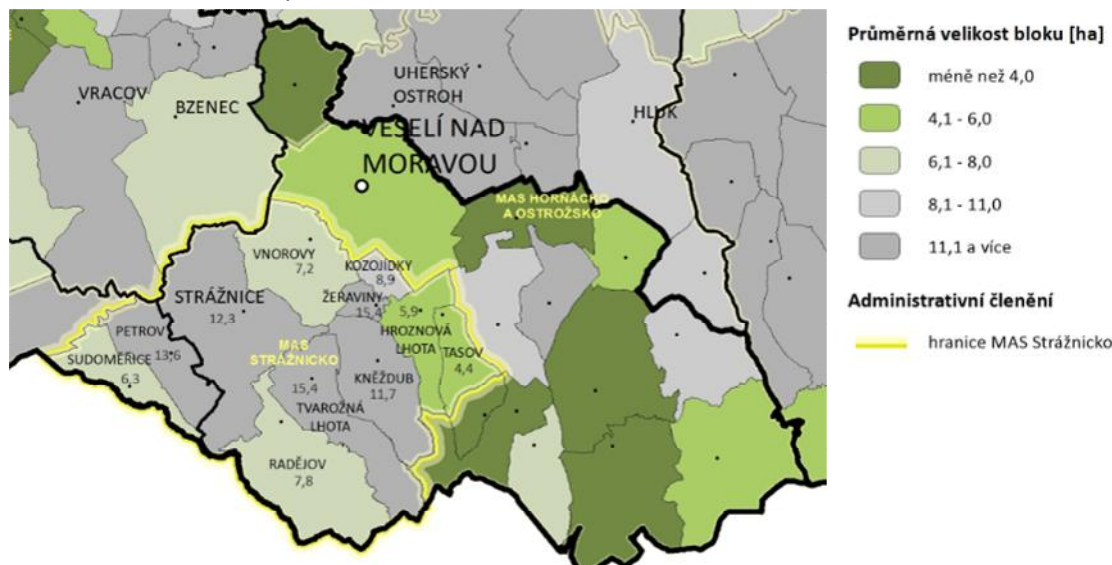 VRACOV
BZENEC
UHERSKÝ
OSTROH
VESELÍ NAD
MORAVOU
HLUK
MAS HORŇÁCKO
A OSTROŽSKO
VNOROVY
7,2
KOZOJÍDKY
8,9
STRÁŽNICE
12,3
ŽERAVINY
15,4
5,9
HROZNOVÁ
LHOTA
TASOV
4,4
PETROV
13,6
SUDOMĚŘICE
6,3
MAS
STRÁŽNICKO
15,4
TVAROŽNÁ
LHOTA
KNĚŽDUB
11,7
RADĚJOV
7,8
Průměrná velikost bloku [ha]
méně než 4,0
4,1 - 6,0
6,1 - 8,0
8,1 - 11,0
11,1 a více
Administrativní členění
hranice MAS Strážnicko